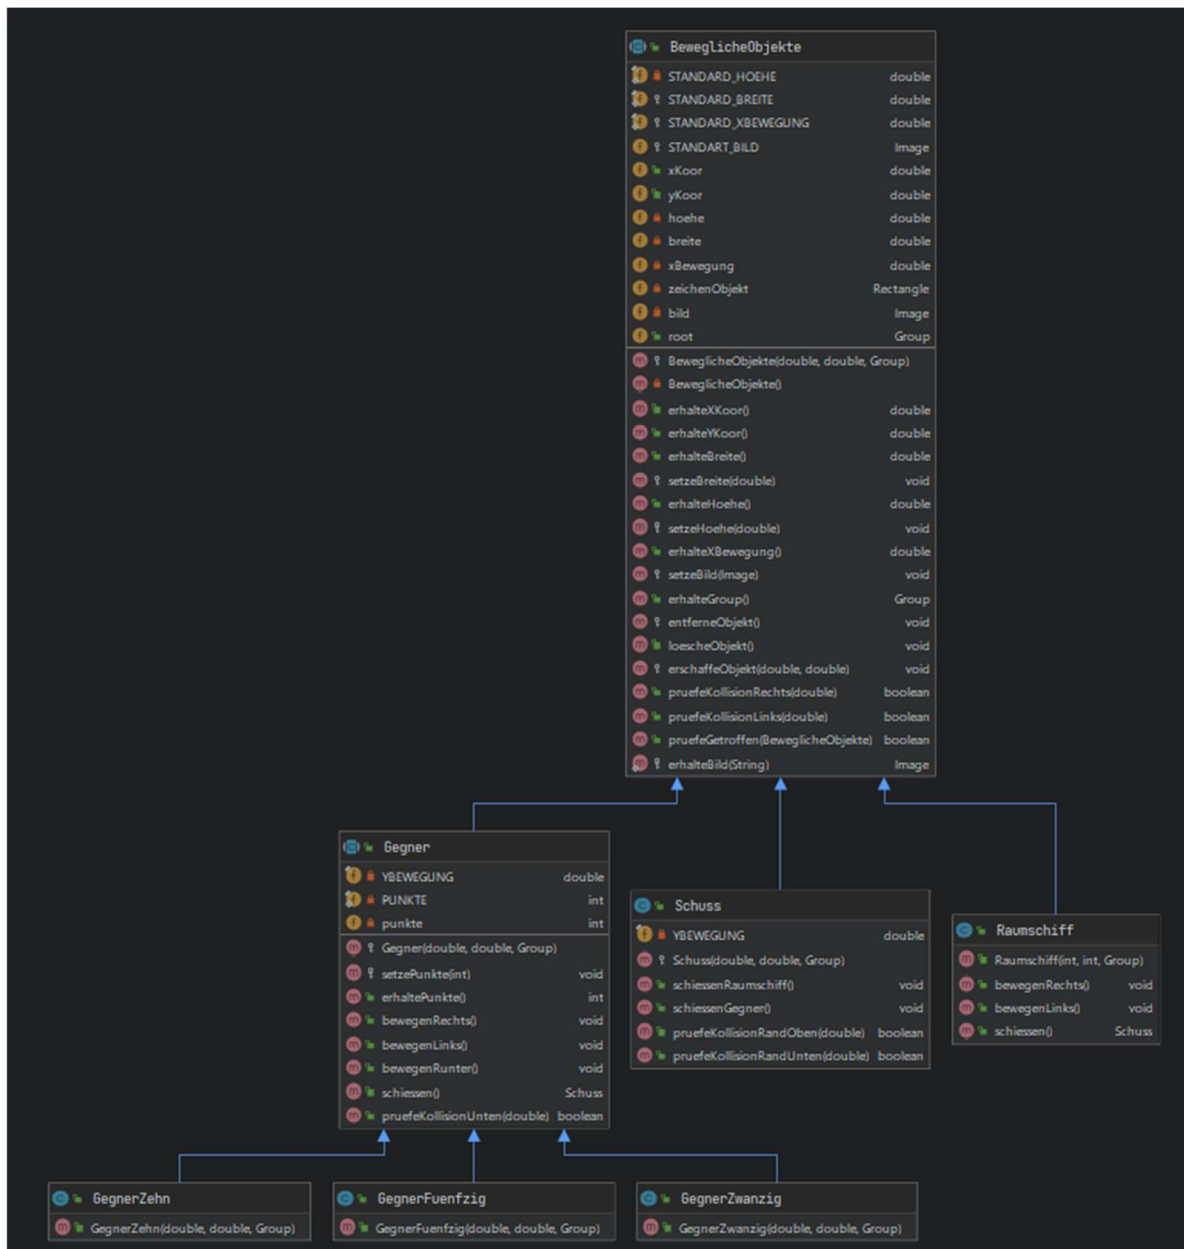 BeweglicheObjekte
STANDARD_HOEHE double
STANDARD_BREITE double
STANDARD_XBEWEGUNG double
STANDART_BILD Image
xKoor double
yKoor double
hoehe double
breite double
xBewegung double
zeichenObjekt Rectangle
bild Image
root Group
BeweglicheObjekte(double, double, Group)
BeweglicheObjekte()
erhalteXKoor() double
erhalteYKoor() double
erhalteBreite() double
setzeBreite(double) void
erhalteHoehe() double
setzeHoehe(double) void
erhalteXBewegung() double
setzeBild(Image) void
erhalteGroup() Group
entferneObjekt() void
loescheObjekt() void
erschaffeObjekt(double, double) void
pruefeKollisionRechts(double) boolean
pruefeKollisionLinks(double) boolean
pruefeGetroffen(BeweglicheObjekte) boolean
erhalteBild(String) Image
Gegner
YBEWEGUNG double
PUNKTE int
punkte int
Gegner(double, double, Group)
setzePunkte(int) void
erhaltePunkte() int
bewegenRechts() void
bewegenLinks() void
bewegenRunter() void
schiessen() Schuss
pruefeKollisionUnten(double) boolean
Schuss
YBEWEGUNG double
Schuss(double, double, Group)
schiessenRaumschiff() void
schiessenGegner() void
pruefeKollisionRandOben(double) boolean
pruefeKollisionRandUnten(double) boolean
Raumschiff
Raumschiff(int, int, Group)
bewegenRechts() void
bewegenLinks() void
schiessen() Schuss
GegnerZehn
GegnerZehn(double, double, Group)
GegnerFuenfzig
GegnerFuenfzig(double, double, Group)
GegnerZwanzig
GegnerZwanzig(double, double, Group)